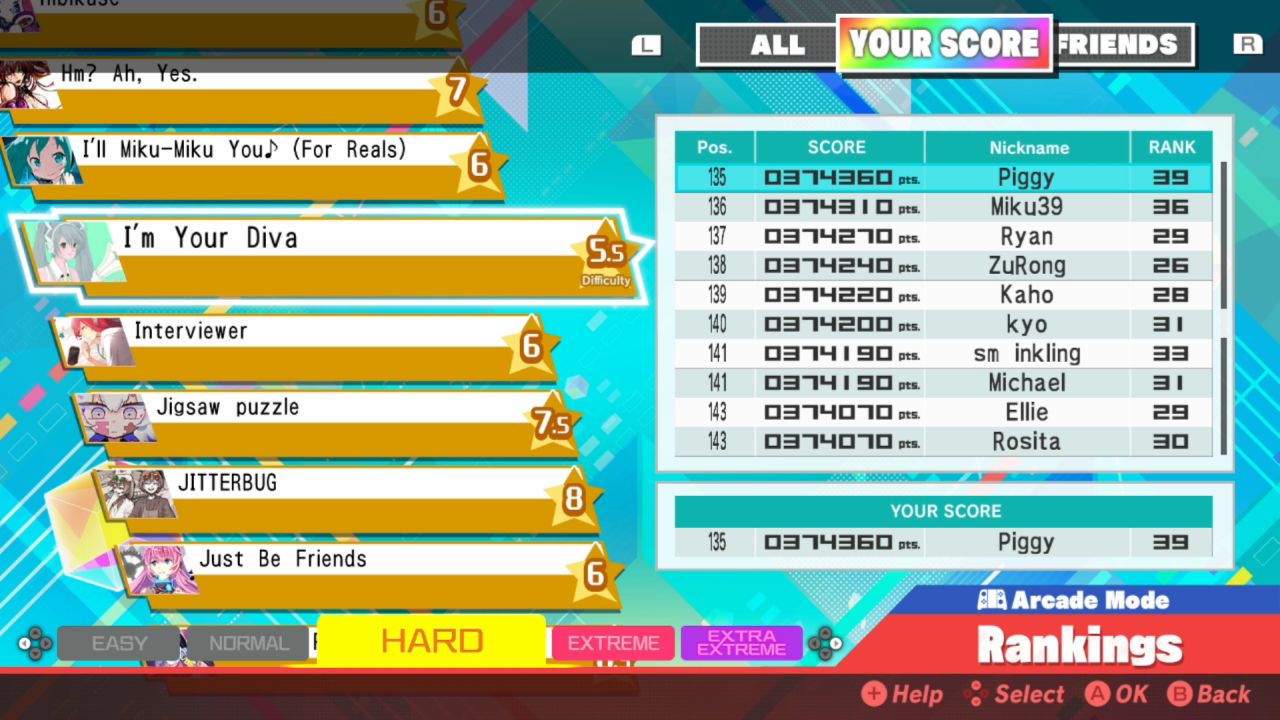 Hibikase
6
Hm? Ah, Yes.
7
I'll Miku-Miku You♪ (For Reals)
6
I'm Your Diva
5.5
Difficulty
Interviewer
6
Jigsaw puzzle
7.5
JITTERBUG
8
Just Be Friends
6
EASY NORMAL HARD EXTREME EXTRA EXTREME
L ALL YOUR SCORE FRIENDS R
Pos. SCORE Nickname RANK
135 0374360 pts. Piggy 39
136 0374310 pts. Miku39 36
137 0374270 pts. Ryan 29
138 0374240 pts. ZuRong 26
139 0374220 pts. Kaho 28
140 0374200 pts. kyo 31
141 0374190 pts. sm inkling 33
141 0374190 pts. Michael 31
143 0374070 pts. Ellie 29
143 0374070 pts. Rosita 30
YOUR SCORE
135 0374360 pts. Piggy 39
Arcade Mode
Rankings
+ Help Select A OK B Back